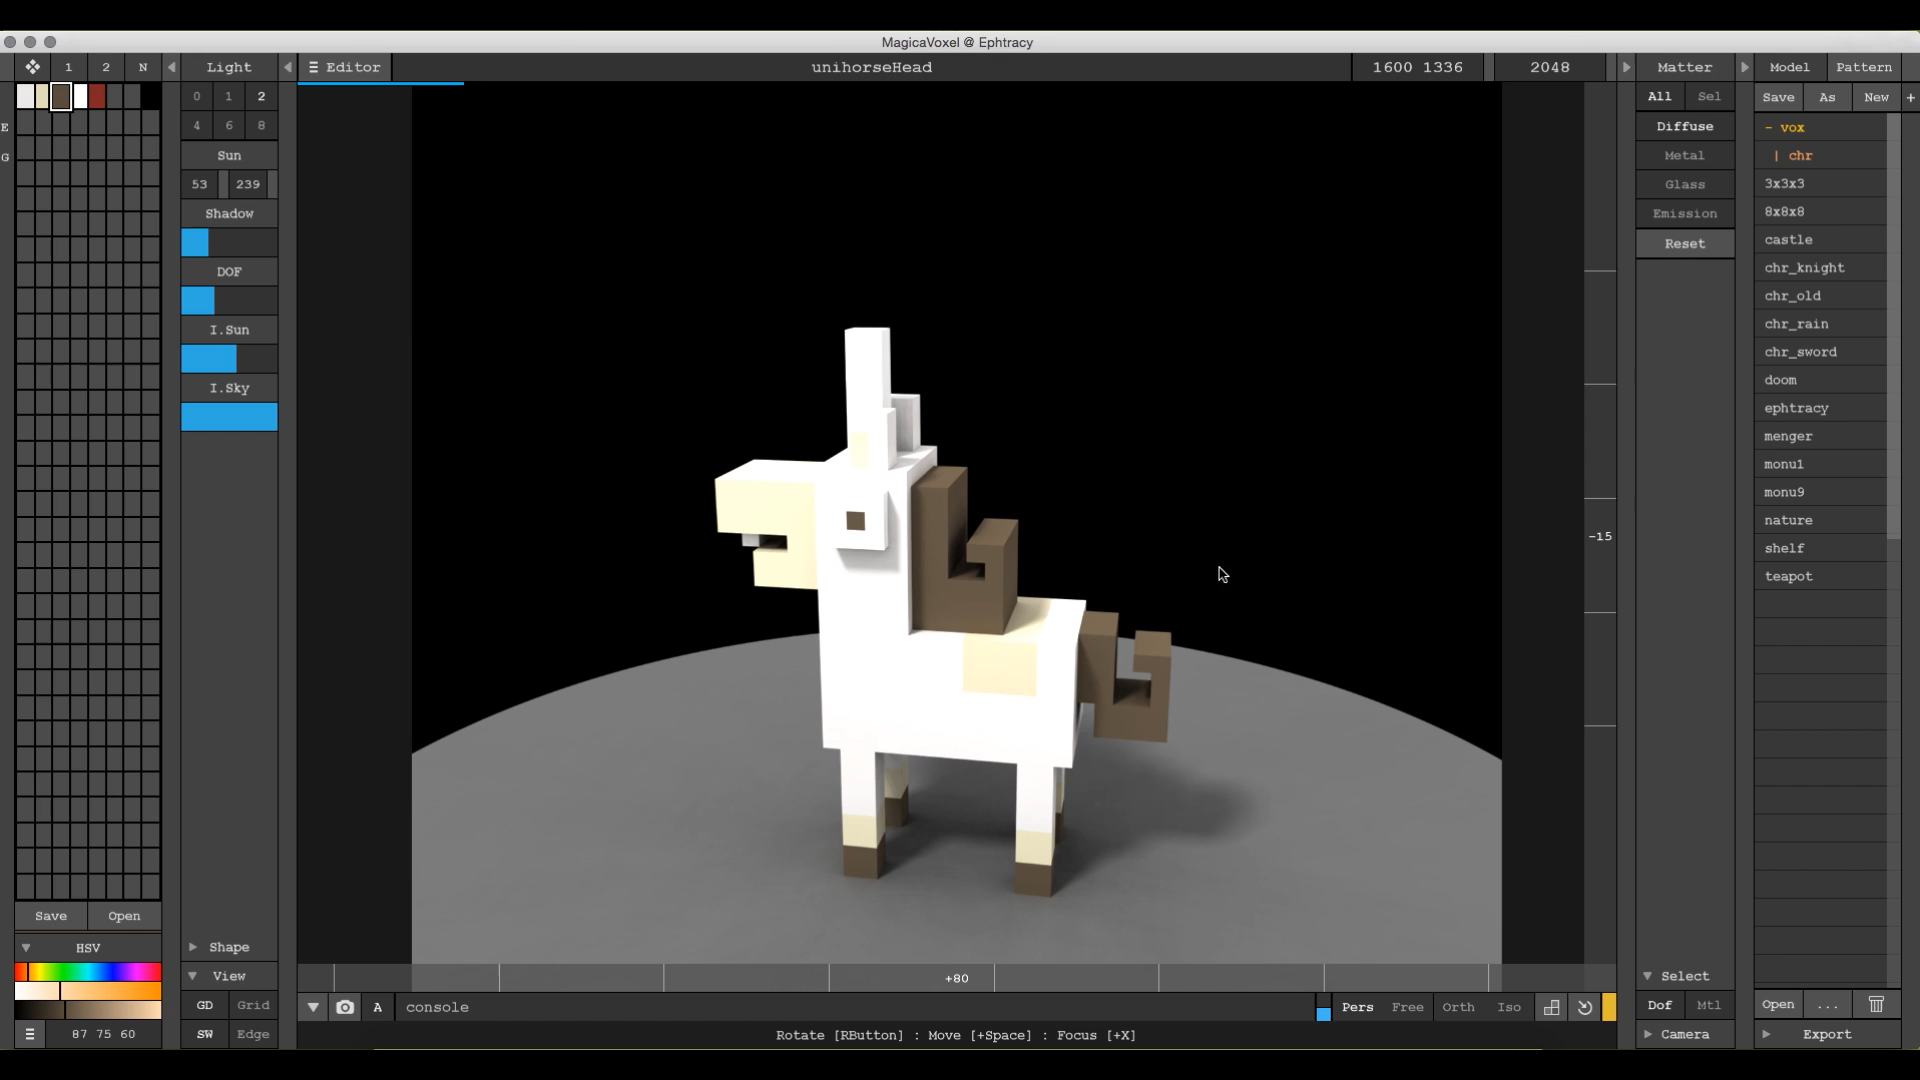 MagicaVoxel @ Ephtracy
1 2 N
Light
Editor
unihorseHead
1600 1336
2048
Matter
Model Pattern
0 1 2
4 6 8
Sun
53 239
Shadow
DOF
I.Sun
I.Sky
E
G
Save Open
HSV
87 75 60
Shape
View
GD Grid
SW Edge
-15
+80
A console
Pers Free Orth Iso
Rotate [RButton] : Move [+Space] : Focus [+X]
All Sel
Diffuse
Metal
Glass
Emission
Reset
Select
Dof Mtl
Camera
Save As New +
- vox
| chr
3x3x3
8x8x8
castle
chr_knight
chr_old
chr_rain
chr_sword
doom
ephtracy
menger
monu1
monu9
nature
shelf
teapot
Open ...
Export